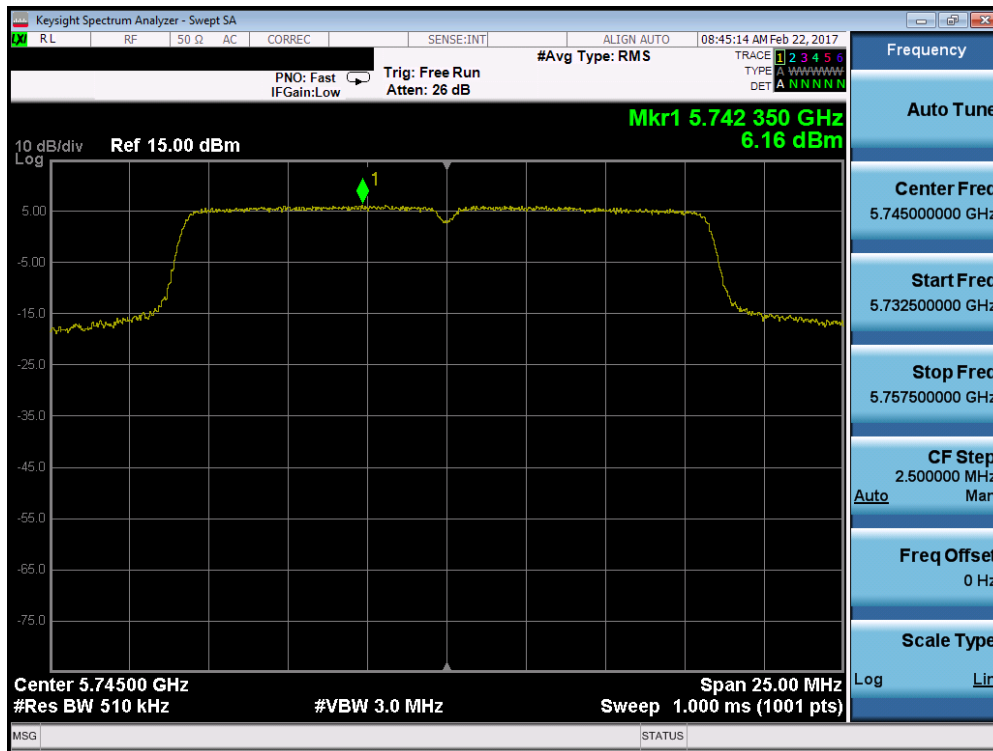 Keysight Spectrum Analyzer - Swept SA
LXI RL RF 50 Ω AC CORREC SENSE:INT ALIGN AUTO 08:45:14 AM Feb 22, 2017
#Avg Type: RMS
TRACE 1 2 3 4 5 6
TYPE A WWWWWW
DET A N N N N N
PNO: Fast
IFGain:Low
Trig: Free Run
Atten: 26 dB
Mkr1 5.742 350 GHz
6.16 dBm
10 dB/div Ref 15.00 dBm
Log
1
5.00
-5.00
-15.0
-25.0
-35.0
-45.0
-55.0
-65.0
-75.0
Center 5.74500 GHz Span 25.00 MHz
#Res BW 510 kHz #VBW 3.0 MHz Sweep 1.000 ms (1001 pts)
MSG STATUS
Frequency
Auto Tune
Center Freq
5.745000000 GHz
Start Freq
5.732500000 GHz
Stop Freq
5.757500000 GHz
CF Step
2.500000 MHz
Auto Man
Freq Offset
0 Hz
Scale Type
Log Lin